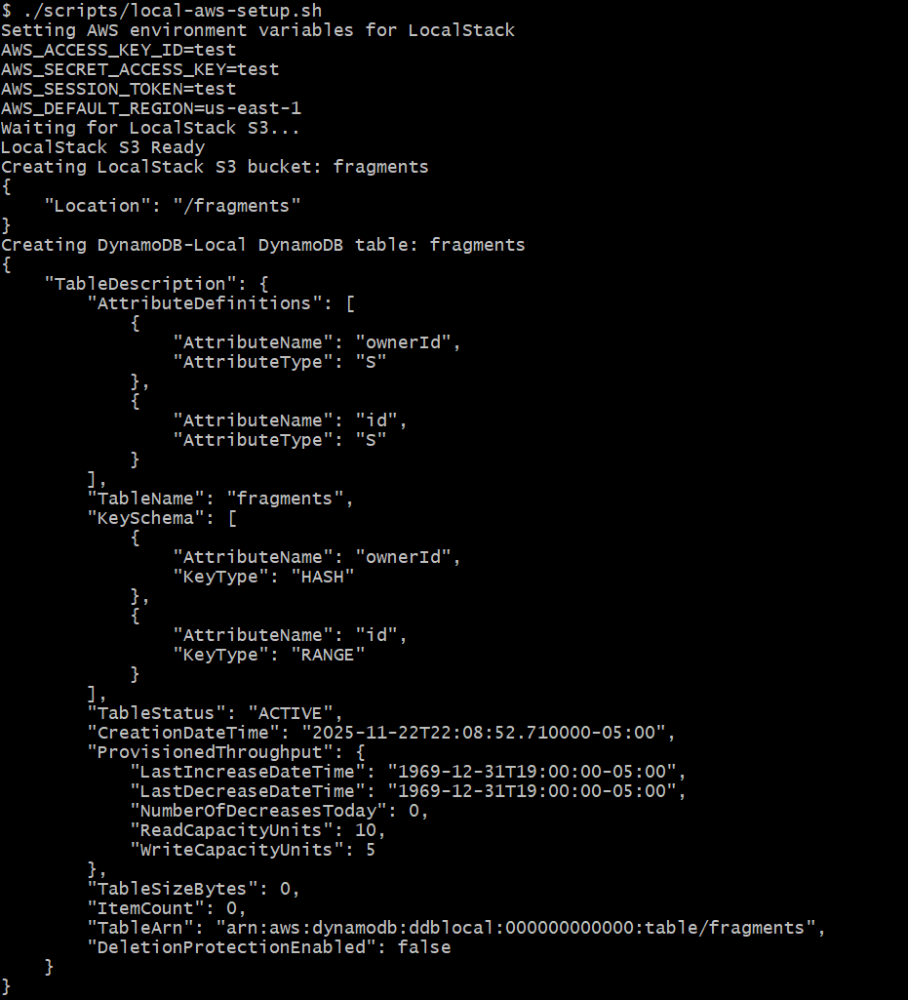 $ ./scripts/local-aws-setup.sh
Setting AWS environment variables for LocalStack
AWS_ACCESS_KEY_ID=test
AWS_SECRET_ACCESS_KEY=test
AWS_SESSION_TOKEN=test
AWS_DEFAULT_REGION=us-east-1
Waiting for LocalStack S3...
LocalStack S3 Ready
Creating LocalStack S3 bucket: fragments
{
    "Location": "/fragments"
}
Creating DynamoDB-Local DynamoDB table: fragments
{
    "TableDescription": {
        "AttributeDefinitions": [
            {
                "AttributeName": "ownerId",
                "AttributeType": "S"
            },
            {
                "AttributeName": "id",
                "AttributeType": "S"
            }
        ],
        "TableName": "fragments",
        "KeySchema": [
            {
                "AttributeName": "ownerId",
                "KeyType": "HASH"
            },
            {
                "AttributeName": "id",
                "KeyType": "RANGE"
            }
        ],
        "TableStatus": "ACTIVE",
        "CreationDateTime": "2025-11-22T22:08:52.710000-05:00",
        "ProvisionedThroughput": {
            "LastIncreaseDateTime": "1969-12-31T19:00:00-05:00",
            "LastDecreaseDateTime": "1969-12-31T19:00:00-05:00",
            "NumberOfDecreasesToday": 0,
            "ReadCapacityUnits": 10,
            "WriteCapacityUnits": 5
        },
        "TableSizeBytes": 0,
        "ItemCount": 0,
        "TableArn": "arn:aws:dynamodb:ddblocal:000000000000:table/fragments",
        "DeletionProtectionEnabled": false
    }
}